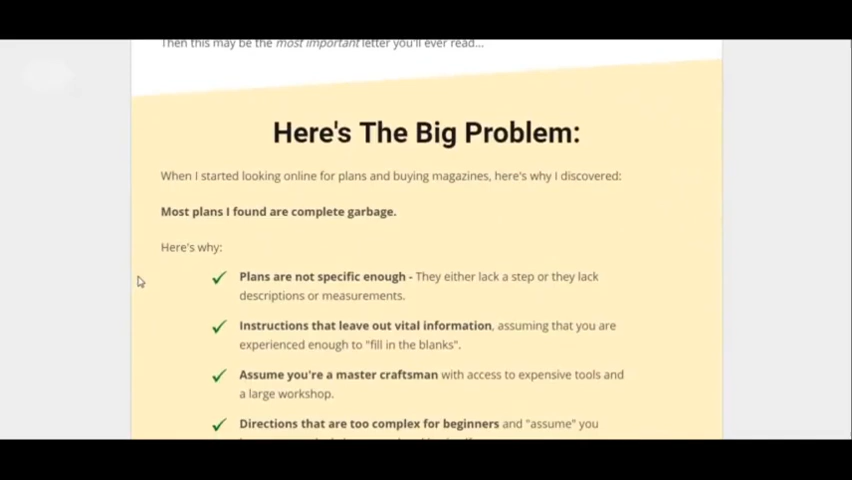 Then this may be the most important letter you'll ever read...
Here's The Big Problem:
When I started looking online for plans and buying magazines, here's why I discovered:
Most plans I found are complete garbage.
Here's why:
Plans are not specific enough - They either lack a step or they lack
descriptions or measurements.
Instructions that leave out vital information, assuming that you are
experienced enough to "fill in the blanks".
Assume you're a master craftsman with access to expensive tools and
a large workshop.
Directions that are too complex for beginners and "assume" you